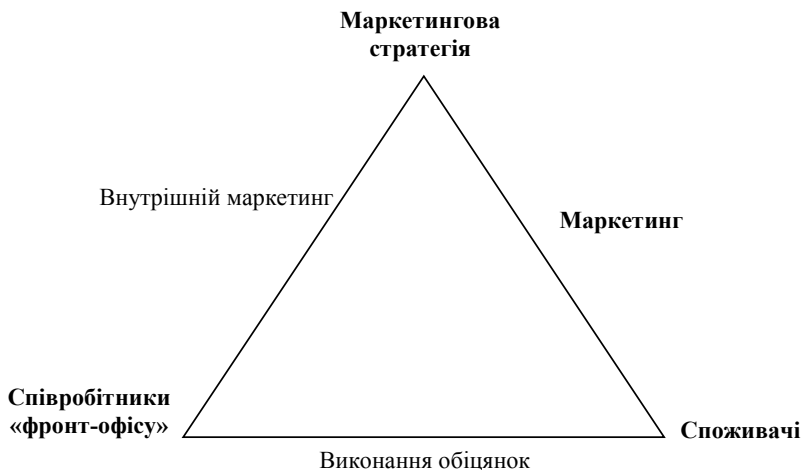 Маркетингова
стратегія
Внутрішній маркетинг
Маркетинг
Співробітники
«фронт-офісу»
Споживачі
Виконання обіцянок